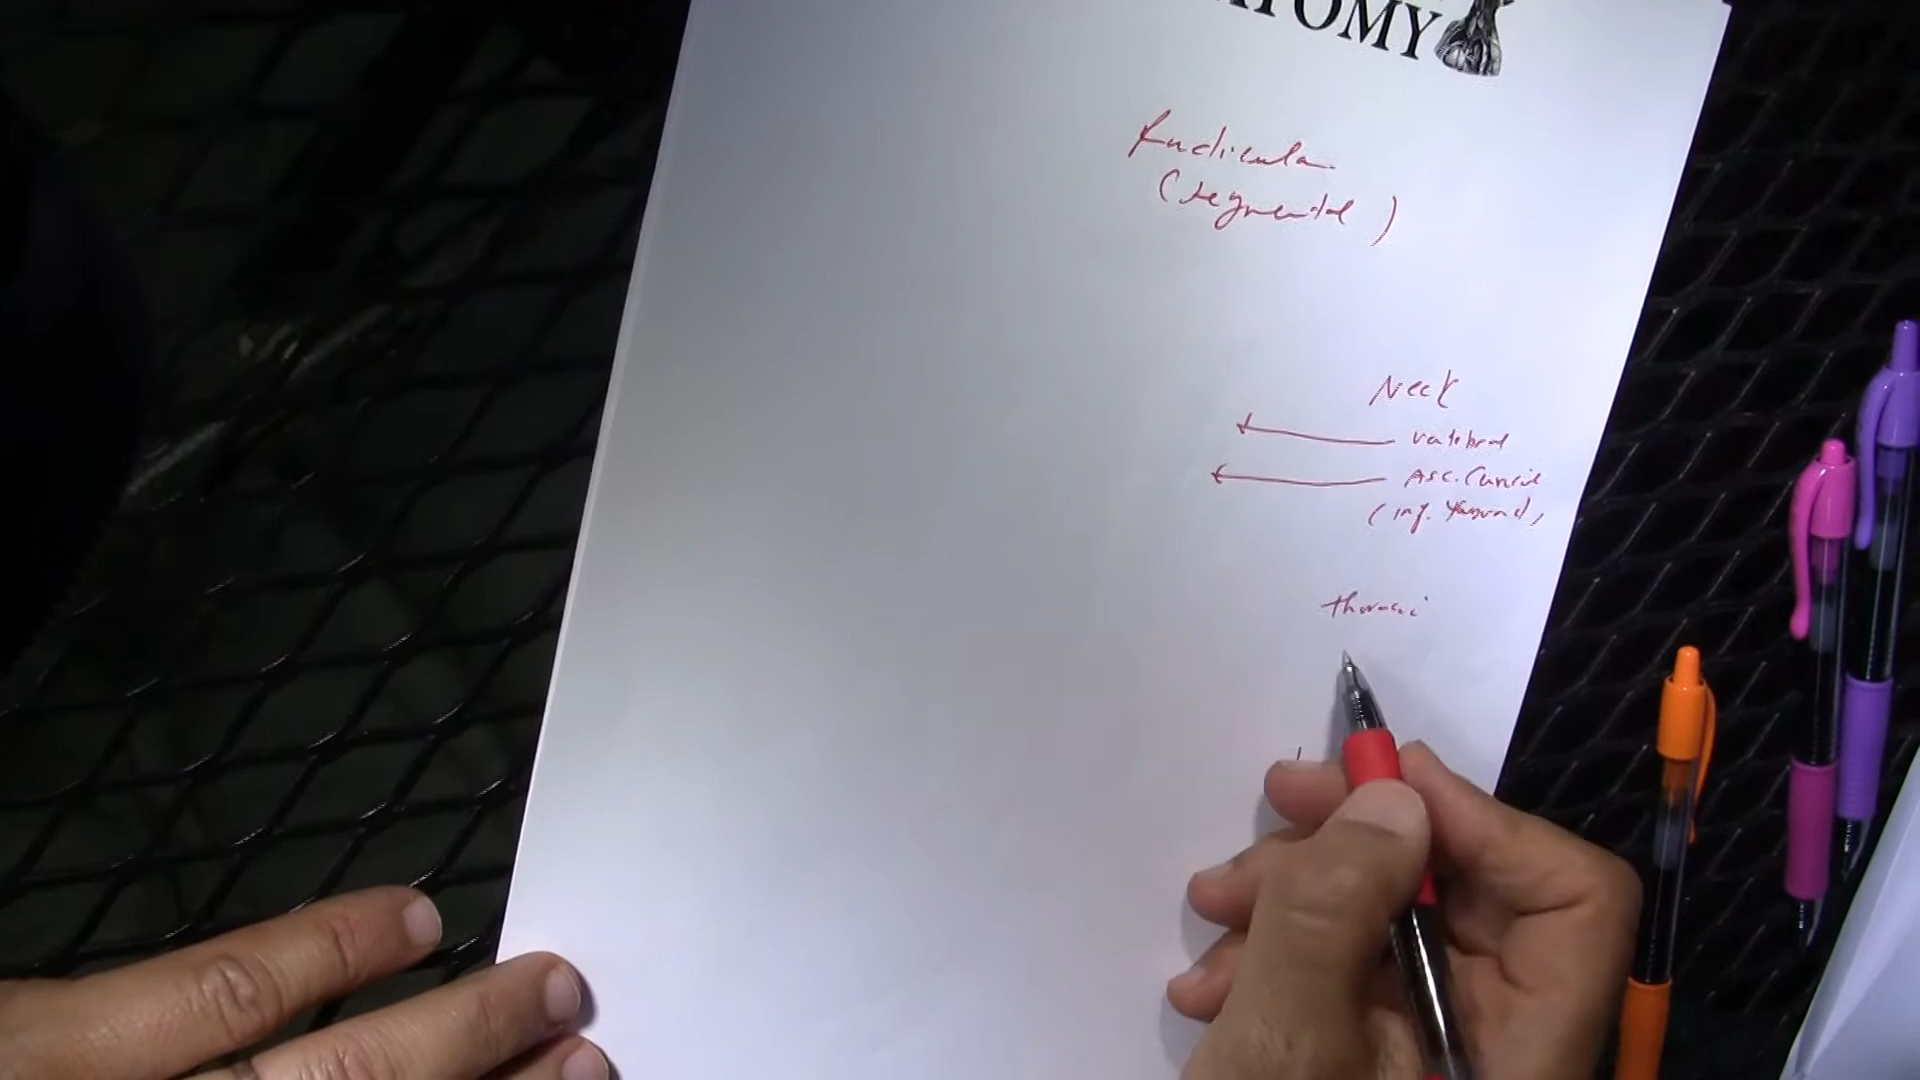 ATOMY
Radicular
(segmental)
Neck
vertebral
Asc. Cervical
(inf. thyroid)
thoracic